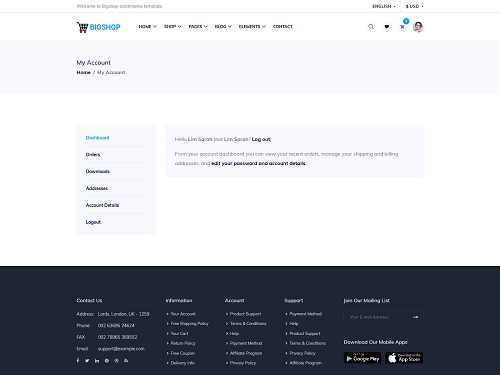 Welcome to Bigshop ecommerce template.
ENGLISH
$ USD
BIGSHOP
HOME
SHOP
PAGES
BLOG
ELEMENTS
CONTACT
My Account
Home / My Account
Dashboard
Orders
Downloads
Addresses
Account Details
Logout
Hello Lim Sarah (not Lim Sarah? Log out)
From your account dashboard you can view your recent orders, manage your shipping and billing
addresses, and edit your password and account details.
Contact Us
Address: Lords, London, UK - 1259
Phone: 002 63695 24624
FAX: 002 78965 369552
Email: support@example.com
Information
Your Account
Free Shipping Policy
Your Cart
Return Policy
Free Coupon
Delivery Info
Account
Product Support
Terms & Conditions
Help
Payment Method
Affiliate Program
Privacy Policy
Support
Payment Method
Help
Product Support
Terms & Conditions
Privacy Policy
Affiliate Program
Join Our Mailing List
Your E-mail Address
Download Our Mobile Apps
GET IT ON
Google Play
Download on the
App Store